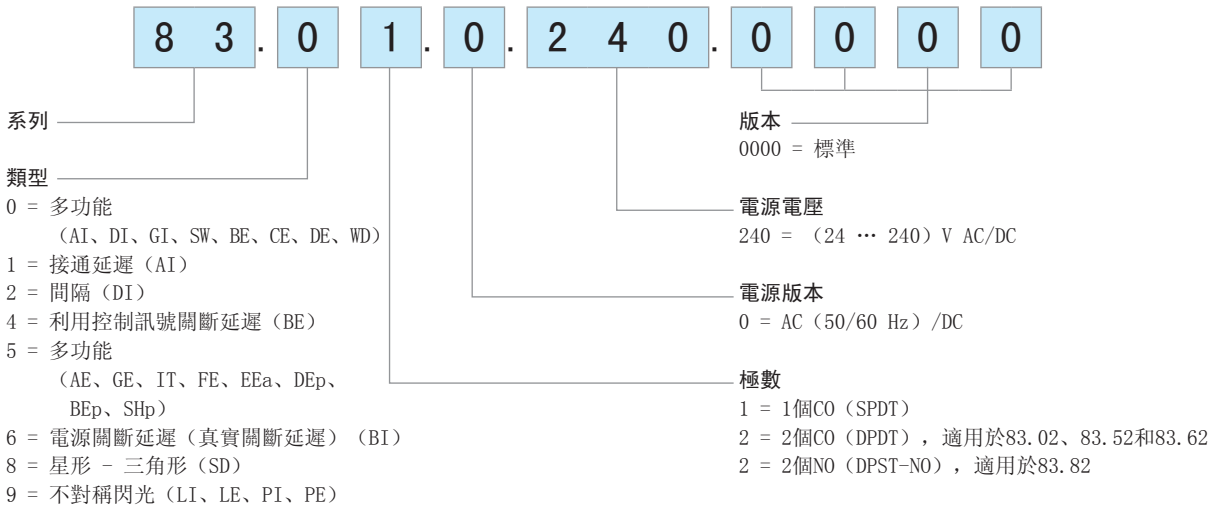 8 3 . 0 1 . 0 . 2 4 0 . 0 0 0 0
系列
類型
0 = 多功能
（AI、DI、GI、SW、BE、CE、DE、WD）
1 = 接通延遲（AI）
2 = 間隔（DI）
4 = 利用控制訊號關斷延遲（BE）
5 = 多功能
（AE、GE、IT、FE、EEa、DEp、
BEp、SHp）
6 = 電源關斷延遲（真實關斷延遲）（BI）
8 = 星形 - 三角形（SD）
9 = 不對稱閃光（LI、LE、PI、PE）
版本
0000 = 標準
電源電壓
240 = （24 … 240）V AC/DC
電源版本
0 = AC（50/60 Hz）/DC
極數
1 = 1個CO（SPDT）
2 = 2個CO（DPDT），適用於83.02、83.52和83.62
2 = 2個NO（DPST-NO），適用於83.82